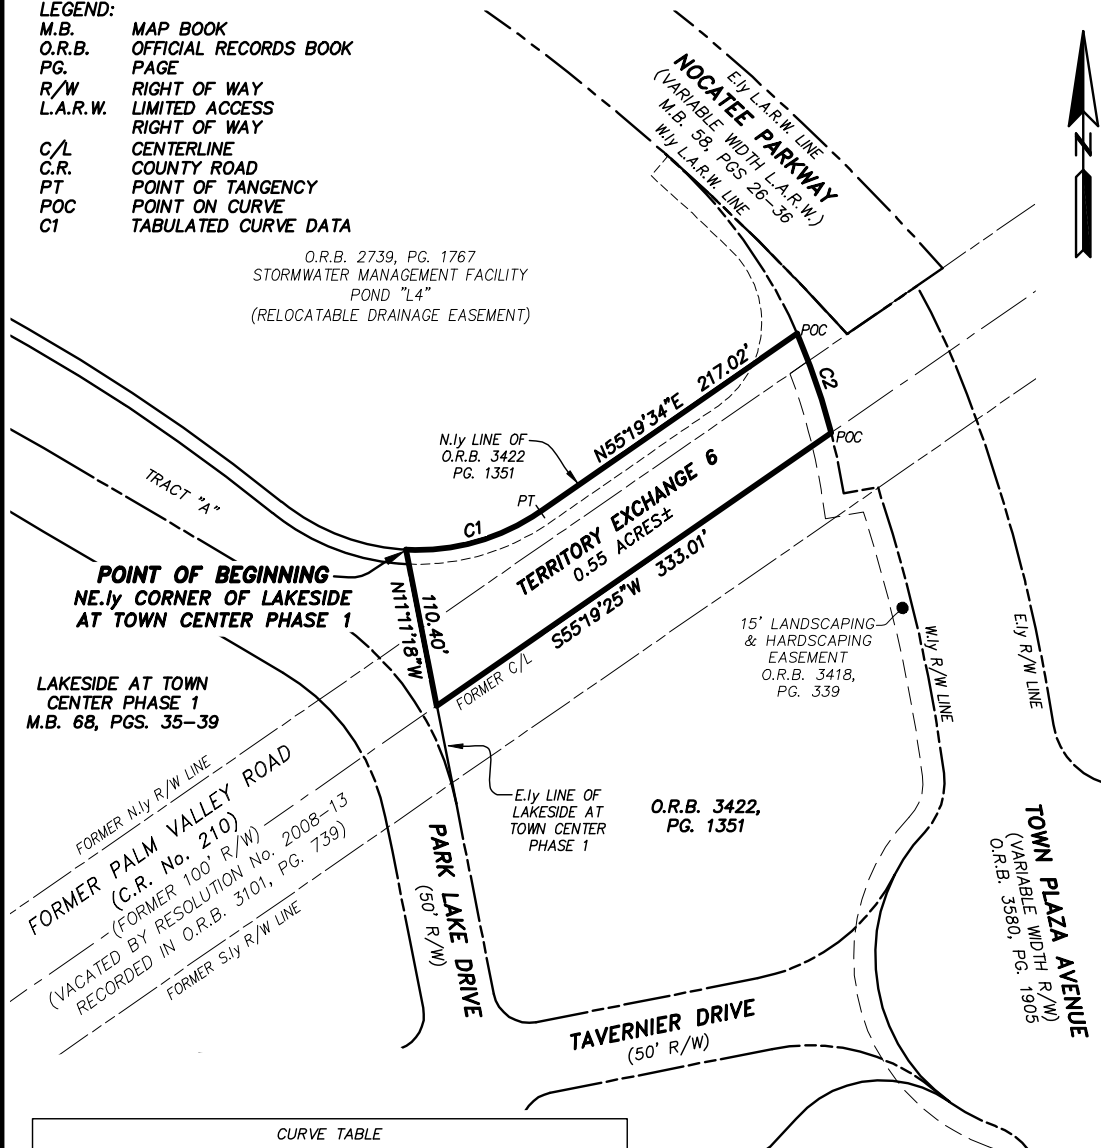 LEGEND:
M.B. MAP BOOK
O.R.B. OFFICIAL RECORDS BOOK
PG. PAGE
R/W RIGHT OF WAY
L.A.R.W. LIMITED ACCESS
RIGHT OF WAY
C/L CENTERLINE
C.R. COUNTY ROAD
PT POINT OF TANGENCY
POC POINT ON CURVE
C1 TABULATED CURVE DATA
E.ly L.A.R.W. LINE
NOCATEE PARKWAY
(VARIABLE WIDTH L.A.R.W.)
M.B. 58, PGS 26-36
W.ly L.A.R.W. LINE
N
O.R.B. 2739, PG. 1767
STORMWATER MANAGEMENT FACILITY
POND "L4"
(RELOCATABLE DRAINAGE EASEMENT)
POC
C2
POC
N55°19'34"E 217.02'
N.ly LINE OF
O.R.B. 3422
PG. 1351
PT
C1
TRACT "A"
TERRITORY EXCHANGE 6
0.55 ACRES±
S55°19'25"W 333.01'
FORMER C/L
POINT OF BEGINNING
NE.ly CORNER OF LAKESIDE
AT TOWN CENTER PHASE 1
110.40'
N11°11'18"W
15' LANDSCAPING
& HARDSCAPING
EASEMENT
O.R.B. 3418,
PG. 339
W.ly R/W LINE
E.ly R/W LINE
LAKESIDE AT TOWN
CENTER PHASE 1
M.B. 68, PGS. 35-39
FORMER N.ly R/W LINE
FORMER PALM VALLEY ROAD
(C.R. No. 210)
(FORMER 100' R/W)
(VACATED BY RESOLUTION No. 2008-13
RECORDED IN O.R.B. 3101, PG. 739)
FORMER S.ly R/W LINE
E.ly LINE OF
LAKESIDE AT
TOWN CENTER
PHASE 1
O.R.B. 3422,
PG. 1351
PARK LAKE DRIVE
(50' R/W)
TOWN PLAZA AVENUE
(VARIABLE WIDTH R/W)
O.R.B. 3580, PG. 1905
TAVERNIER DRIVE
(50' R/W)
CURVE TABLE